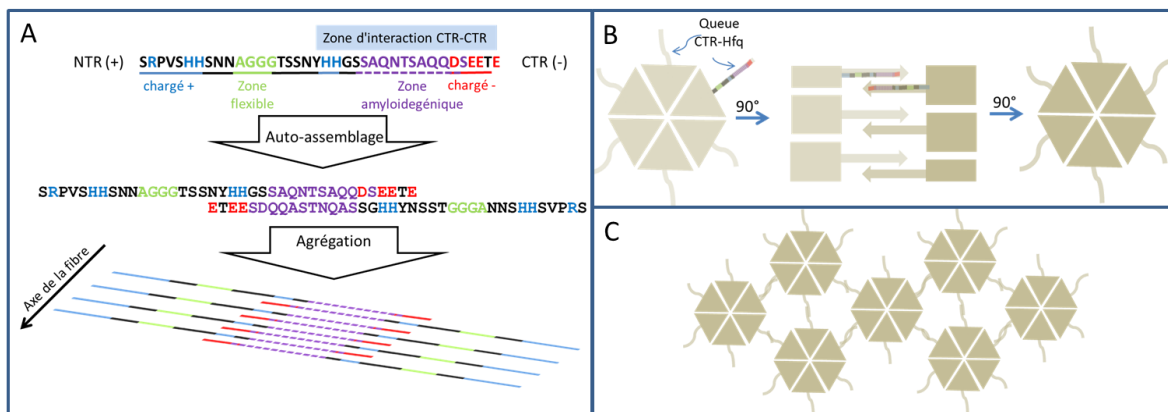 A
Zone d'interaction CTR-CTR
NTR (+) SRPVSHHSNNAGGGTSSNYHHGSSAQNTSAQQDSEETE CTR (-)
chargé +
Zone
flexible
Zone
amyloidegénique
chargé -
Auto-assemblage
SRPVSHHSNNAGGGTSSNYHHGSSAQNTSAQQDSEETE
ETEESDQQASTNQASSGHHYNSSTGGGANNSHHSVPRS
Agrégation
Axe de la fibre
B
Queue
CTR-Hfq
90°
90°
C